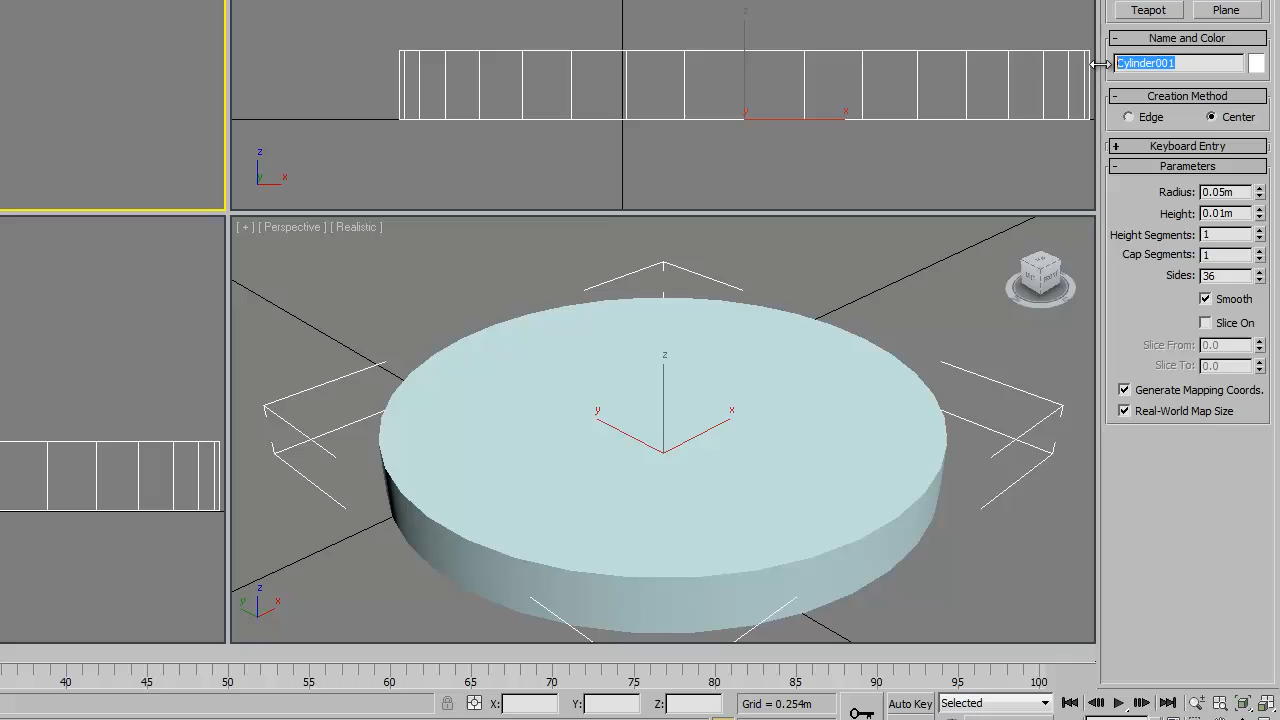 Teapot Plane
Name and Color
Cylinder001
Creation Method
Edge Center
Keyboard Entry
Parameters
Radius: 0.05m
Height: 0.01m
Height Segments: 1
Cap Segments: 1
Sides: 36
Smooth
Slice On
Slice From: 0.0
Slice To: 0.0
Generate Mapping Coords.
Real-World Map Size
z
y x
z
y x
[ + ] [ Perspective ] [ Realistic ]
z
y x
z
y x
40 45 50 55 60 65 70 75 80 85 90 95 100
X: Y: Z: Grid = 0.254m Auto Key Selected